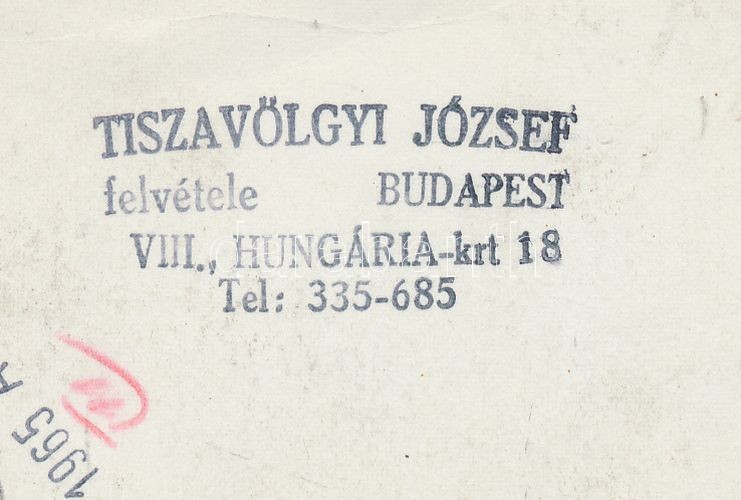 TISZAVÖLGYI JÓZSEF
felvétele BUDAPEST
VIII., HUNGÁRIA-krt 18
Tel: 335-685
1965 A